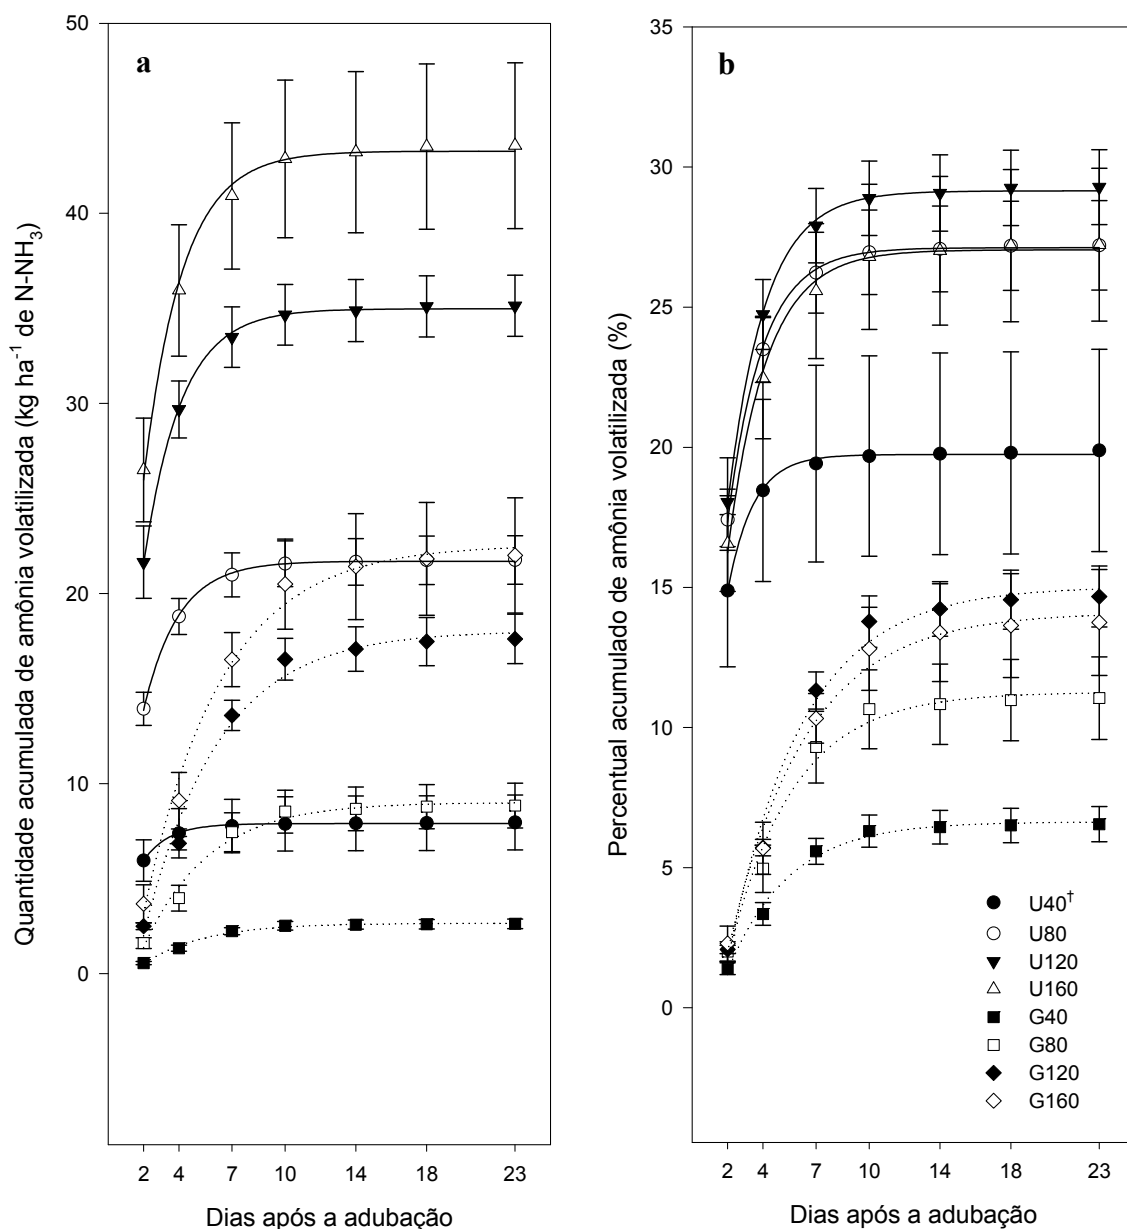 a
50
40
30
20
10
0
Quantidade acumulada de amônia volatilizada (kg ha⁻¹ de N-NH₃)
2 4 7 10 14 18 23
Dias após a adubação
b
35
30
25
20
15
10
5
0
Percentual acumulado de amônia volatilizada (%)
U40†
U80
U120
U160
G40
G80
G120
G160
2 4 7 10 14 18 23
Dias após a adubação